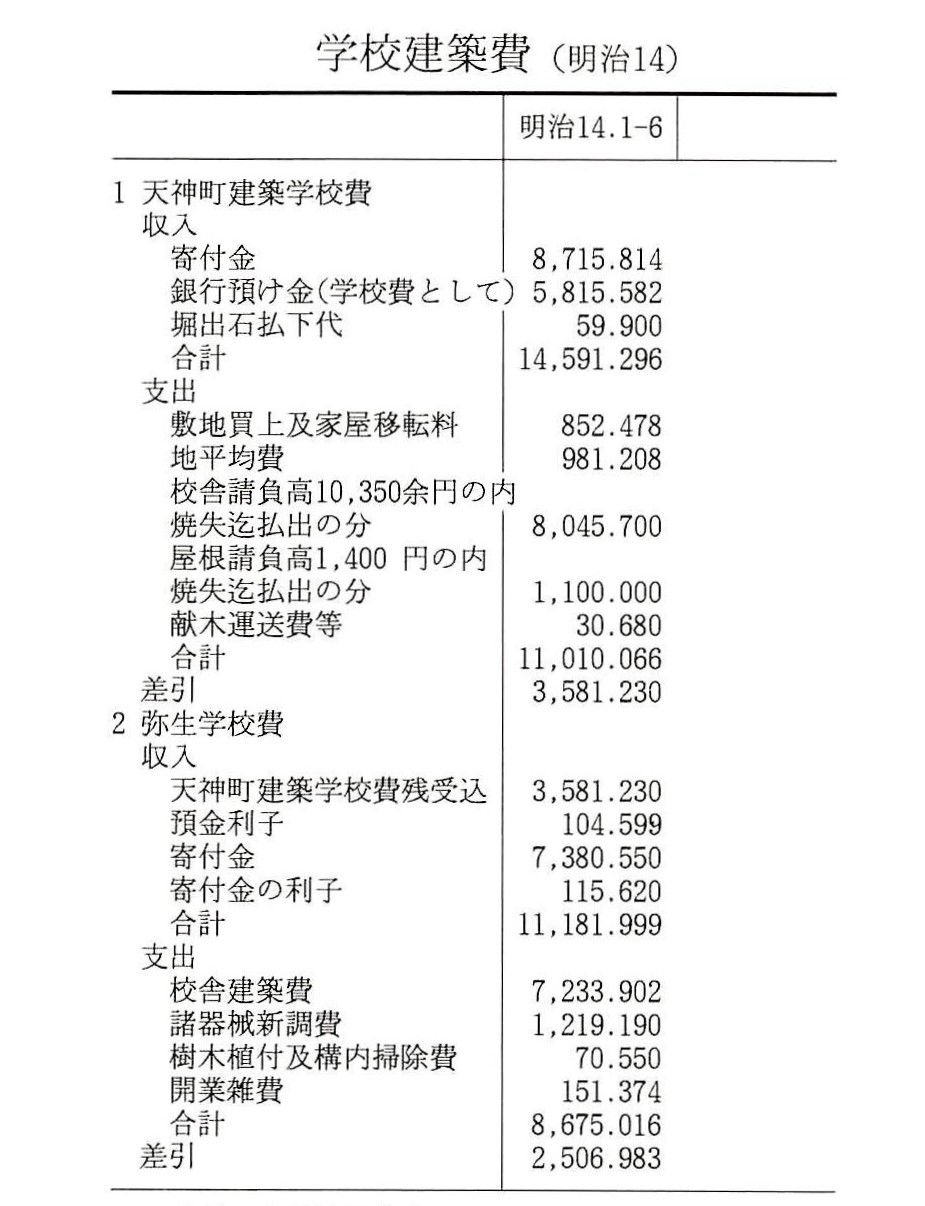 学校建築費 (明治14)
明治14.1-6
1 天神町建築学校費
収入
寄付金 8,715.814
銀行預け金(学校費として) 5,815.582
堀出石払下代 59.900
合計 14,591.296
支出
敷地買上及家屋移転料 852.478
地平均費 981.208
校舎請負高10,350余円の内
焼失迄払出の分 8,045.700
屋根請負高1,400 円の内
焼失迄払出の分 1,100.000
献木運送費等 30.680
合計 11,010.066
差引 3,581.230
2 弥生学校費
収入
天神町建築学校費残受込 3,581.230
預金利子 104.599
寄付金 7,380.550
寄付金の利子 115.620
合計 11,181.999
支出
校舎建築費 7,233.902
諸器械新調費 1,219.190
樹木植付及構内掃除費 70.550
開業雑費 151.374
合計 8,675.016
差引 2,506.983